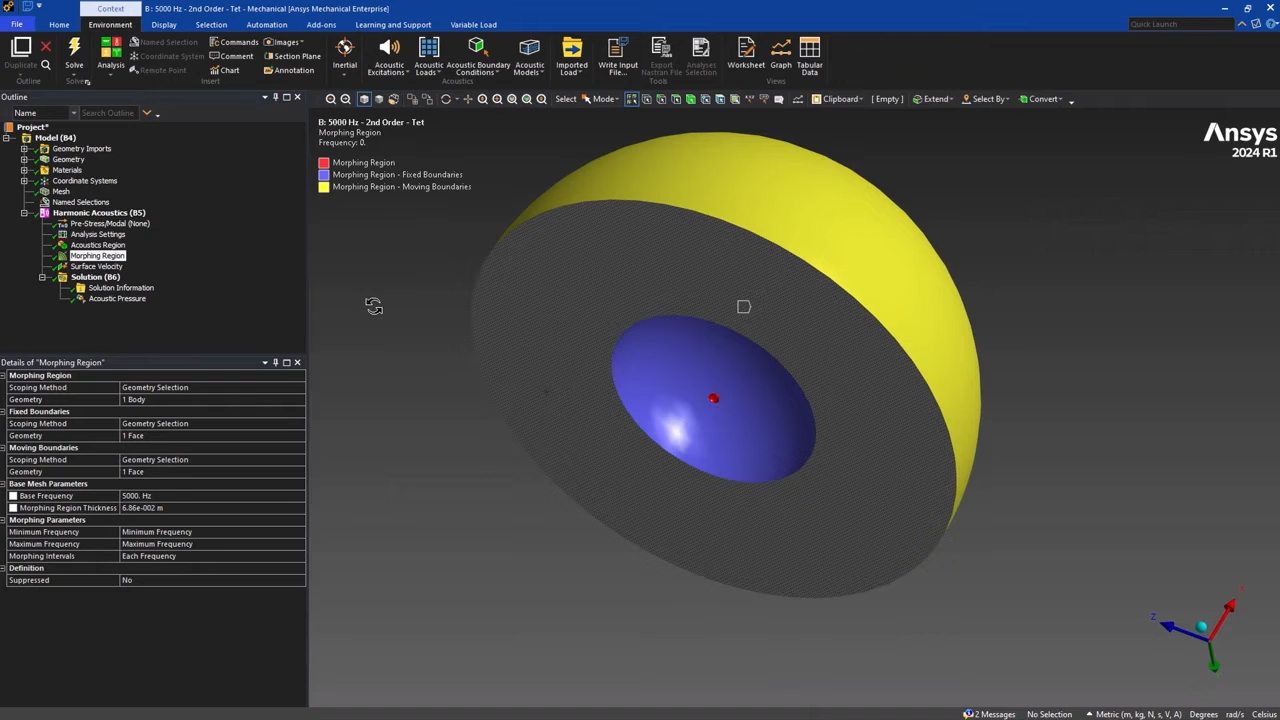 Context
B: 5000 Hz - 2nd Order - Tet - Mechanical [Ansys Mechanical Enterprise]
File Home Environment Display Selection Automation Add-ons Learning and Support Variable Load
Quick Launch
Duplicate
Outline
Solve
Solve
Analysis
Named Selection
Coordinate System
Remote Point
Commands
Comment
Chart
Images
Section Plane
Annotation
Insert
Inertial
Acoustic Excitations
Acoustic Loads
Acoustic Boundary Conditions
Acoustic Models
Acoustics
Imported Load
Write Input File...
Export Nastran File
Analyses Selection
Tools
Worksheet
Graph
Tabular Data
Views
Outline
Name
Search Outline
Select Mode Clipboard [ Empty ] Extend Select By Convert
Project*
Model (B4)
Geometry Imports
Geometry
Materials
Coordinate Systems
Mesh
Named Selections
Harmonic Acoustics (B5)
Pre-Stress/Modal (None)
Analysis Settings
Acoustics Region
Morphing Region
Surface Velocity
Solution (B6)
Solution Information
Acoustic Pressure
B: 5000 Hz - 2nd Order - Tet
Morphing Region
Frequency: 0.
Morphing Region
Morphing Region - Fixed Boundaries
Morphing Region - Moving Boundaries
Ansys
2024 R1
Details of "Morphing Region"
Morphing Region
Scoping Method Geometry Selection
Geometry 1 Body
Fixed Boundaries
Scoping Method Geometry Selection
Geometry 1 Face
Moving Boundaries
Scoping Method Geometry Selection
Geometry 1 Face
Base Mesh Parameters
Base Frequency 5000. Hz
Morphing Region Thickness 6.86e-002 m
Morphing Parameters
Minimum Frequency Minimum Frequency
Maximum Frequency Maximum Frequency
Morphing Intervals Each Frequency
Definition
Suppressed No
Z
2 Messages No Selection Metric (m, kg, N, s, V, A) Degrees rad/s Celsius